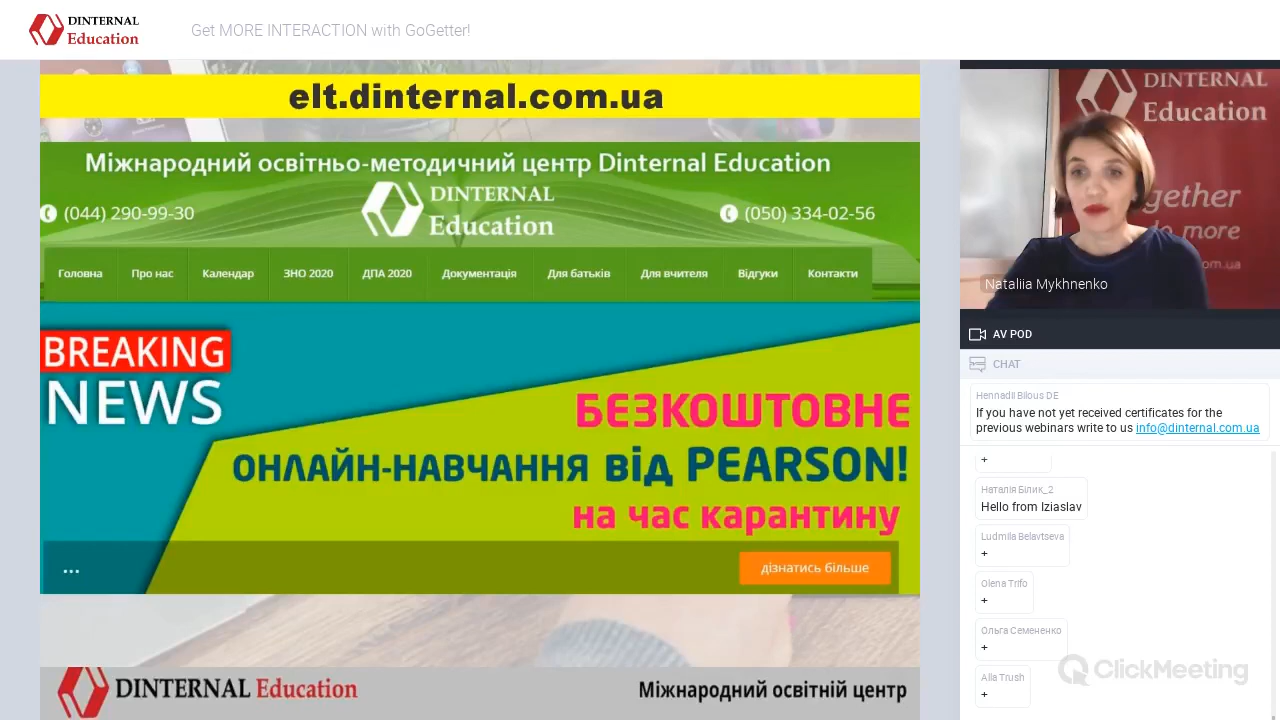 DINTERNAL
Education
Get MORE INTERACTION with GoGetter!
elt.dinternal.com.ua
Міжнародний освітньо-методичний центр Dinternal Education
(044) 290-99-30
DINTERNAL
Education
(050) 334-02-56
Головна
Про нас
Календар
ЗНО 2020
ДПА 2020
Документація
Для батьків
Для вчителя
Відгуки
Контакти
BREAKING
NEWS
БЕЗКОШТОВНЕ
ОНЛАЙН-НАВЧАННЯ від PEARSON!
на час карантину
...
дізнатись більше
DINTERNAL Education
Міжнародний освітній центр
DINTERNAL
Education
gether
do more
om.ua
Nataliia Mykhnenko
AV POD
CHAT
Hennadii Bilous DE
If you have not yet received certificates for the
previous webinars write to us info@dinternal.com.ua
+
Наталія Білик_2
Hello from Iziaslav
Ludmila Belavtseva
+
Olena Trifo
+
Ольга Семененко
+
Alla Trush
+
ClickMeeting